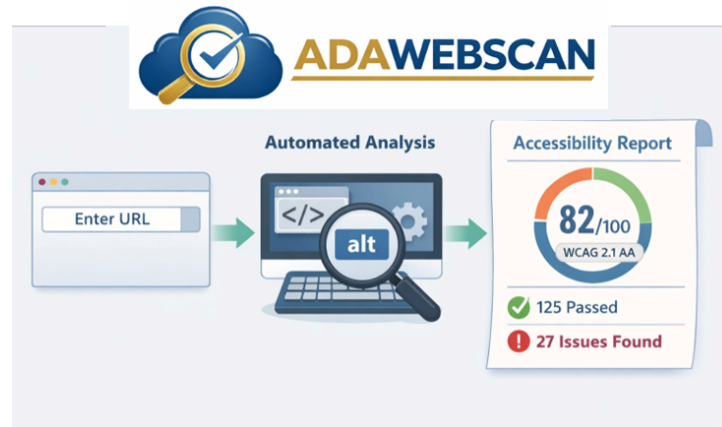 ADAWEBSCAN
Automated Analysis
Enter URL
</>
alt
Accessibility Report
82/100
WCAG 2.1 AA
125 Passed
! 27 Issues Found